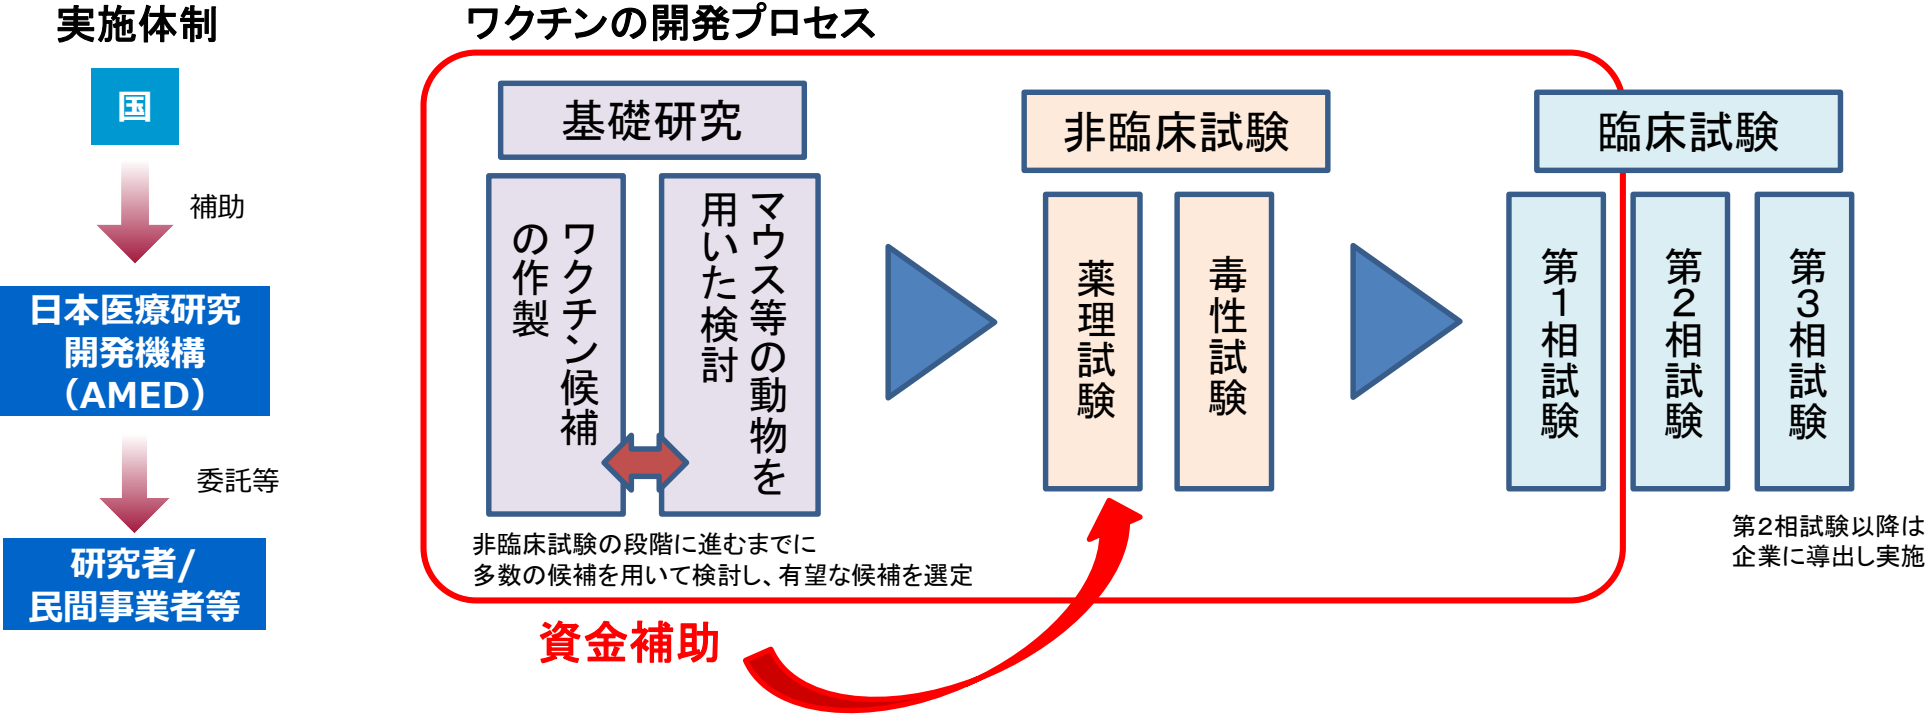 実施体制
国
補助
日本医療研究
開発機構
（AMED）
委託等
研究者/
民間事業者等
ワクチンの開発プロセス
基礎研究
ワクチン候補
の作製
マウス等の動物を
用いた検討
非臨床試験の段階に進むまでに
多数の候補を用いて検討し、有望な候補を選定
非臨床試験
薬理試験
毒性試験
臨床試験
第１相試験
第２相試験
第３相試験
第2相試験以降は
企業に導出し実施
資金補助